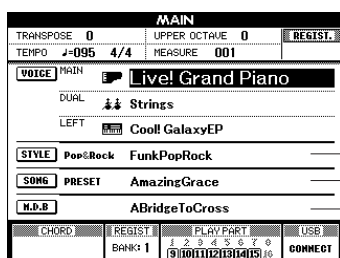 MAIN
TRANSPOSE 0 UPPER OCTAVE 0 REGIST.
TEMPO ♩=095 4/4 MEASURE 001
VOICE MAIN Live! Grand Piano
DUAL Strings
LEFT Cool! GalaxyEP
STYLE Pop&Rock FunkPopRock
SONG PRESET AmazingGrace
M.D.B ABridgeToCross
CHORD REGIST PLAY PART USB
BANK: 1 1 2 3 4 5 6 7 8 CONNECT
9 10 11 12 13 14 15 16